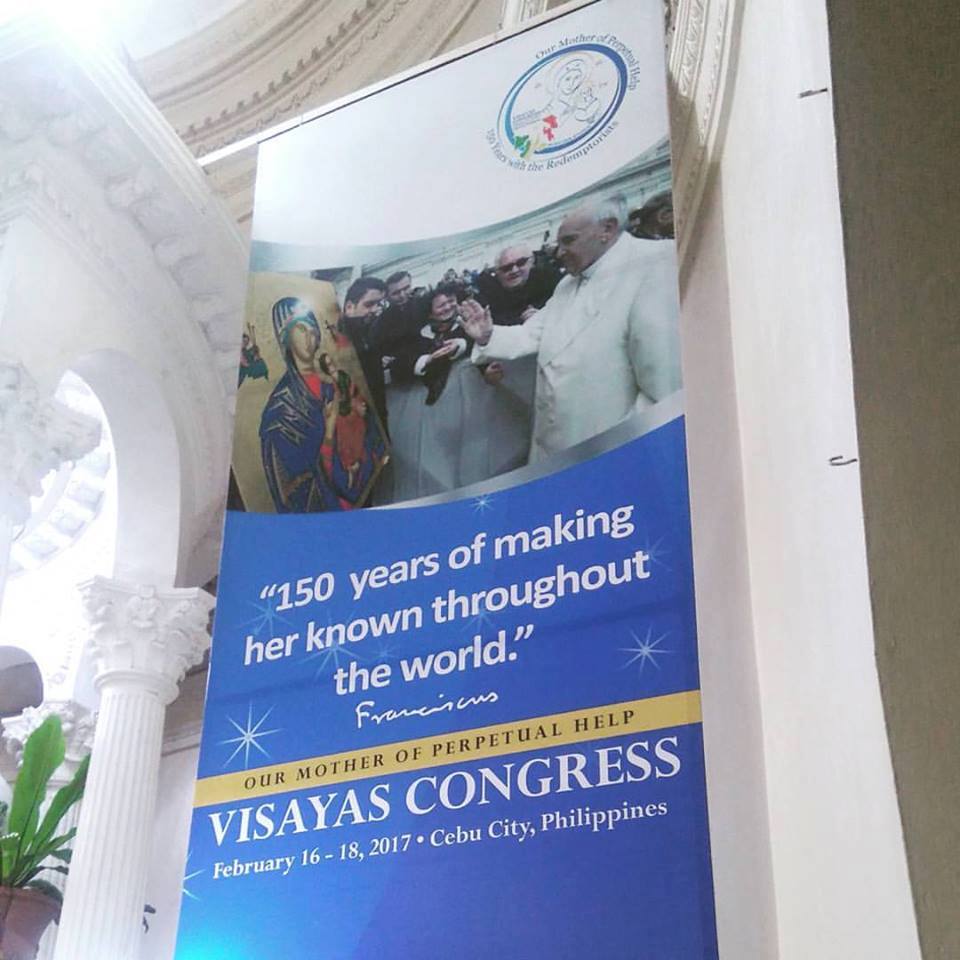 Our Mother of Perpetual Help
150 Years with the Redemptorists
“150 years of making
her known throughout
the world.”
Franciscus
OUR MOTHER OF PERPETUAL HELP
VISAYAS CONGRESS
February 16 - 18, 2017 • Cebu City, Philippines